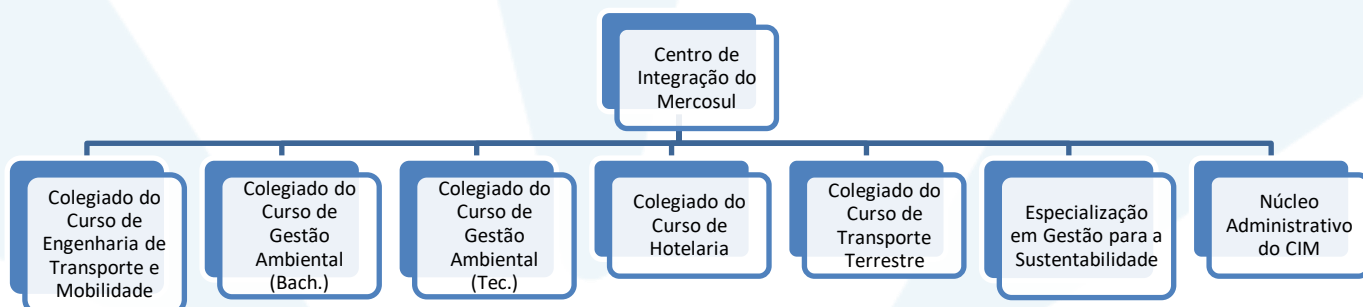 Centro de
Integração do
Mercosul
Colegiado do
Curso de
Engenharia de
Transporte e
Mobilidade
Colegiado do
Curso de
Gestão
Ambiental
(Bach.)
Colegiado do
Curso de
Gestão
Ambiental
(Tec.)
Colegiado do
Curso de
Hotelaria
Colegiado do
Curso de
Transporte
Terrestre
Especialização
em Gestão para a
Sustentabilidade
Núcleo
Administrativo
do CIM